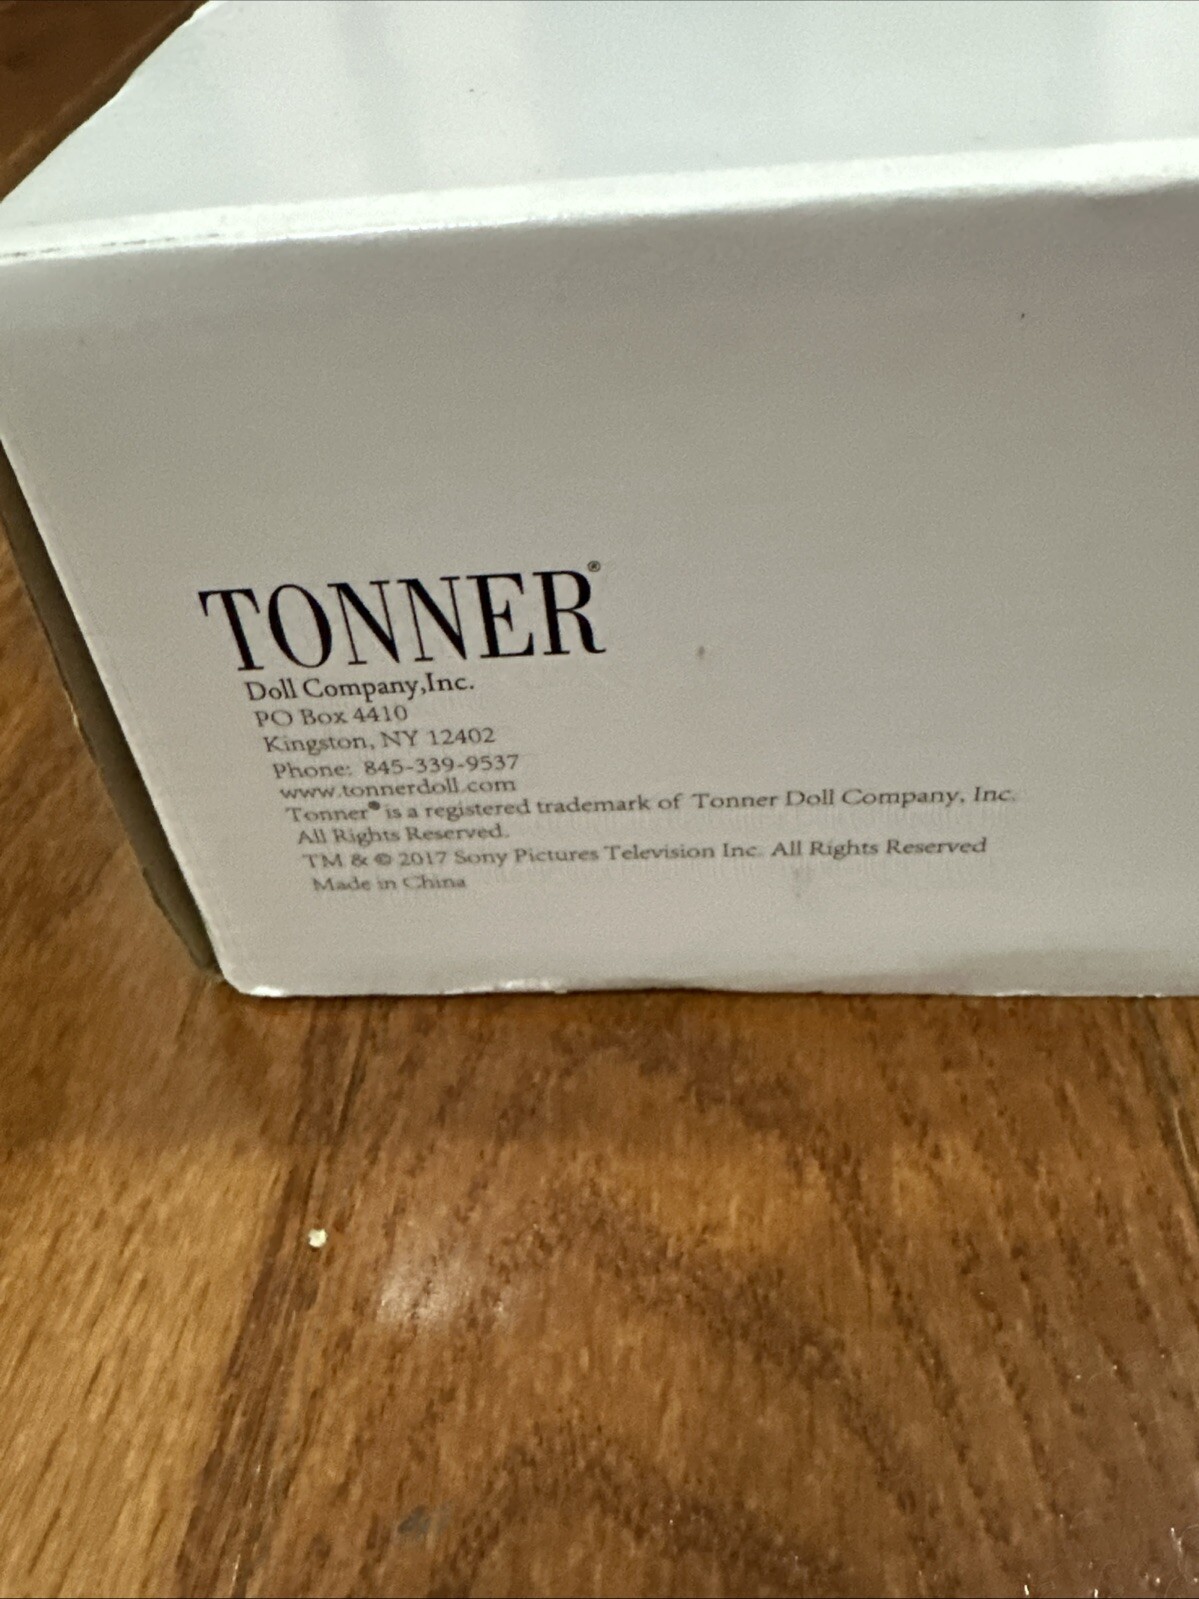 TONNER®
Doll Company,Inc.
PO Box 4410
Kingston, NY 12402
Phone: 845-339-9537
www.tonnerdoll.com
Tonner® is a registered trademark of Tonner Doll Company, Inc.
All Rights Reserved.
TM & © 2017 Sony Pictures Television Inc. All Rights Reserved
Made in China